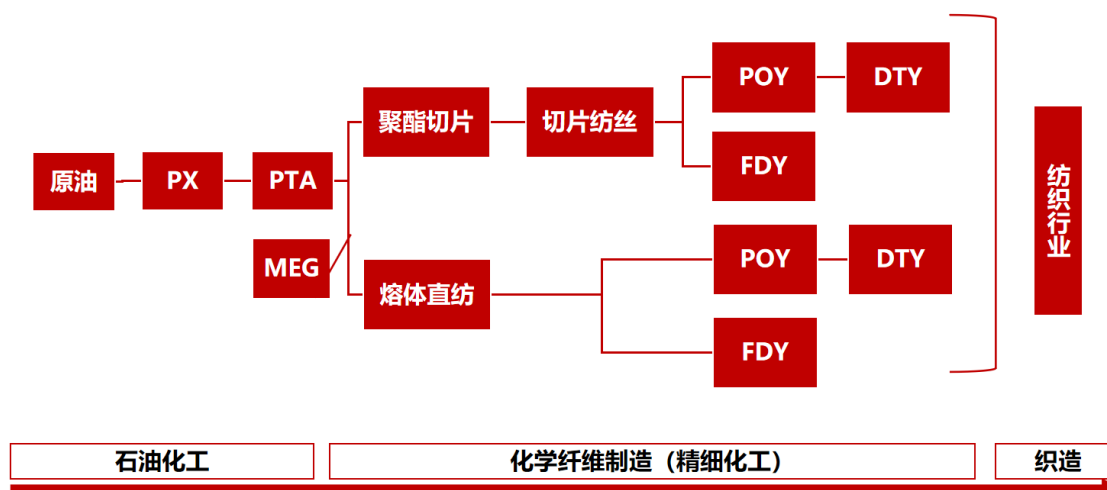 原油
PX
PTA
MEG
聚酯切片
切片纺丝
POY
DTY
FDY
熔体直纺
POY
DTY
FDY
纺织行业
石油化工
化学纤维制造（精细化工）
织造